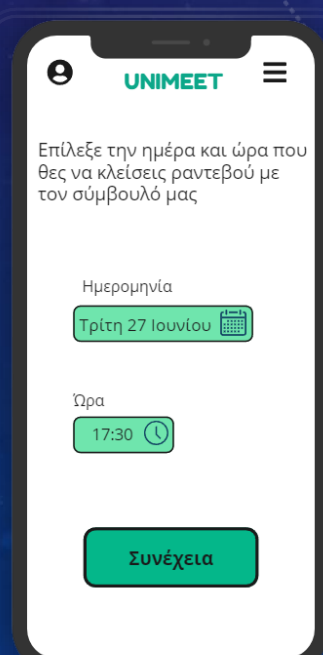 UNIMEET
Επίλεξε την ημέρα και ώρα που
θες να κλείσεις ραντεβού με
τον σύμβουλό μας
Ημερομηνία
Τρίτη 27 Ιουνίου
Ώρα
17:30
Συνέχεια